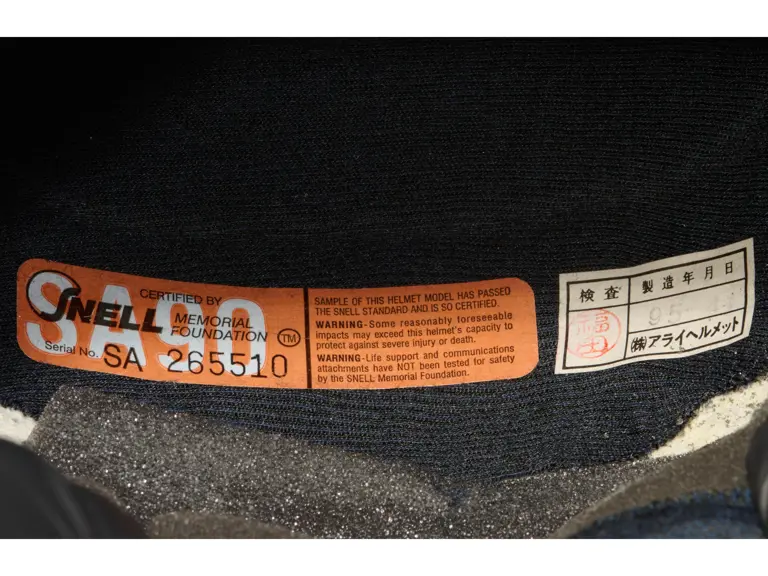 SA90
CERTIFIED BY
SNELL MEMORIAL
FOUNDATION TM
Serial No. SA 265510
SAMPLE OF THIS HELMET MODEL HAS PASSED
THE SNELL STANDARD AND IS SO CERTIFIED.
WARNING-Some reasonably foreseeable
impacts may exceed this helmet's capacity to
protect against severe injury or death.
WARNING-Life support and communications
attachments have NOT been tested for safety
by the SNELL Memorial Foundation.
検査 製造年月日
95
㈱アライヘルメット